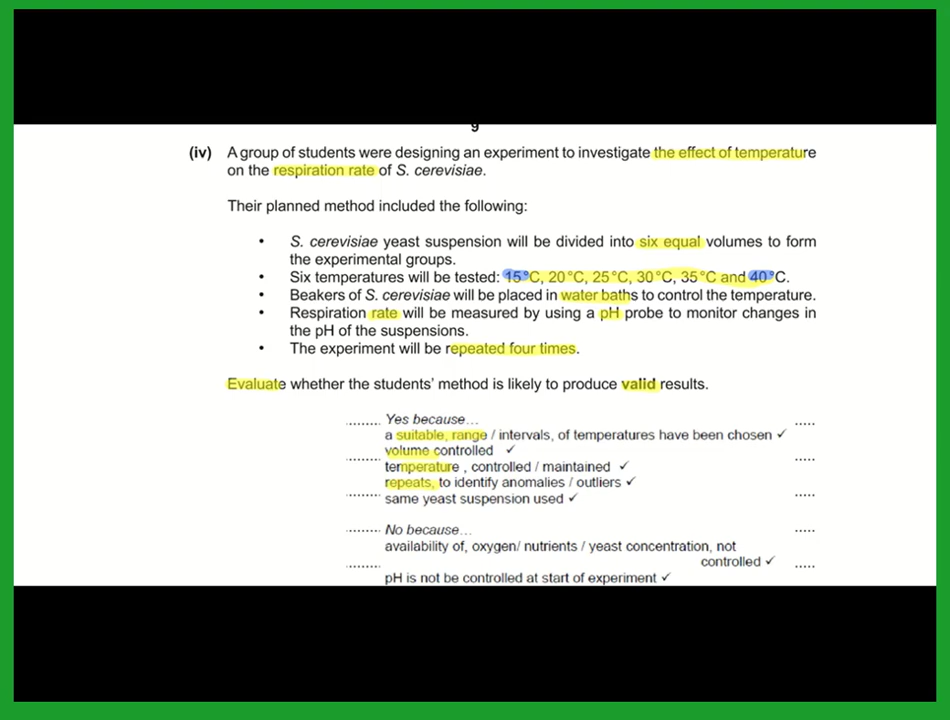 9
(iv) A group of students were designing an experiment to investigate the effect of temperature
on the respiration rate of S. cerevisiae.
Their planned method included the following:
• S. cerevisiae yeast suspension will be divided into six equal volumes to form
the experimental groups.
• Six temperatures will be tested: 15°C, 20°C, 25°C, 30°C, 35°C and 40°C.
• Beakers of S. cerevisiae will be placed in water baths to control the temperature.
• Respiration rate will be measured by using a pH probe to monitor changes in
the pH of the suspensions.
• The experiment will be repeated four times.
Evaluate whether the students' method is likely to produce valid results.
......... Yes because... .....
a suitable, range / intervals, of temperatures have been chosen ✓
volume controlled ✓
......... .....
temperature , controlled / maintained ✓
repeats, to identify anomalies / outliers ✓
......... same yeast suspension used ✓ .....
......... No because... .....
availability of, oxygen/ nutrients / yeast concentration, not
......... controlled ✓ .....
pH is not be controlled at start of experiment ✓